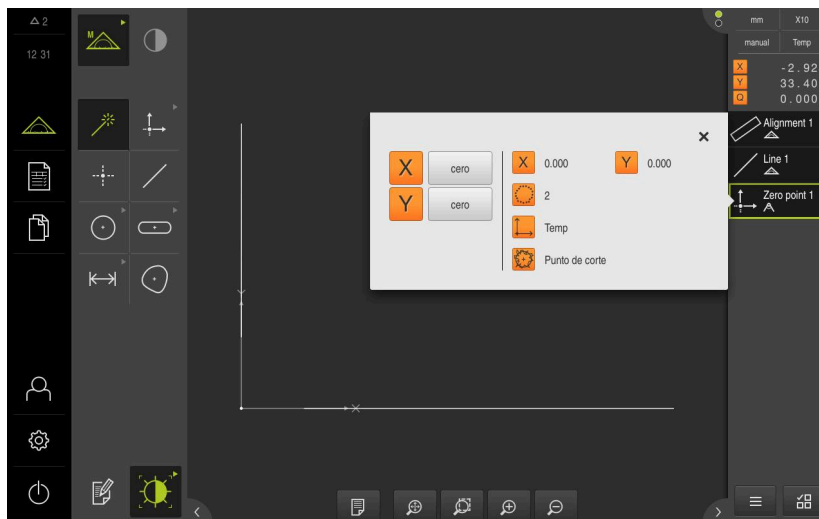 2
12 31
M
mm X10
manual Temp
X -2.92
Y 33.40
Q 0.000
Alignment 1
Line 1
Zero point 1
X cero
Y cero
X 0.000 Y 0.000
2
Temp
Punto de corte
Y
X